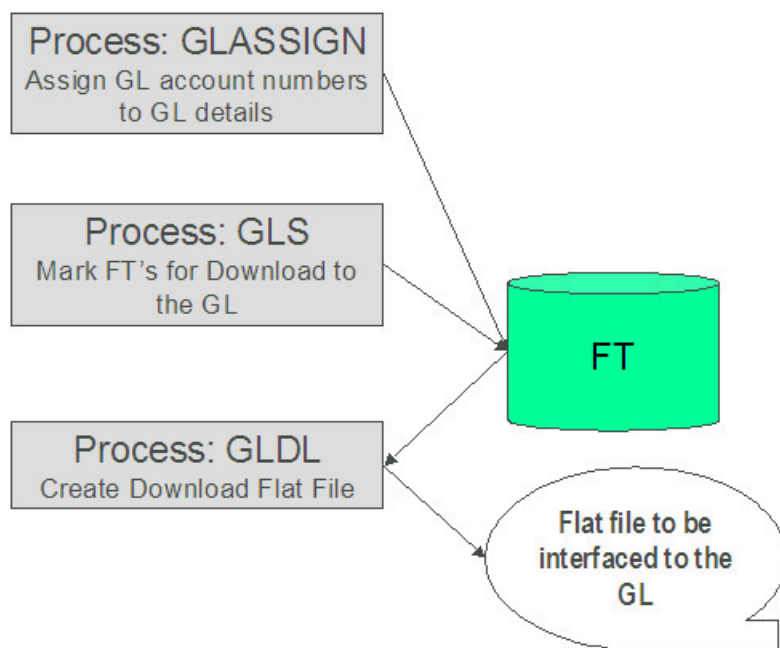 Process: GLASSIGN
Assign GL account numbers
to GL details
Process: GLS
Mark FT's for Download to
the GL
FT
Process: GLDL
Create Download Flat File
Flat file to be
interfaced to the
GL